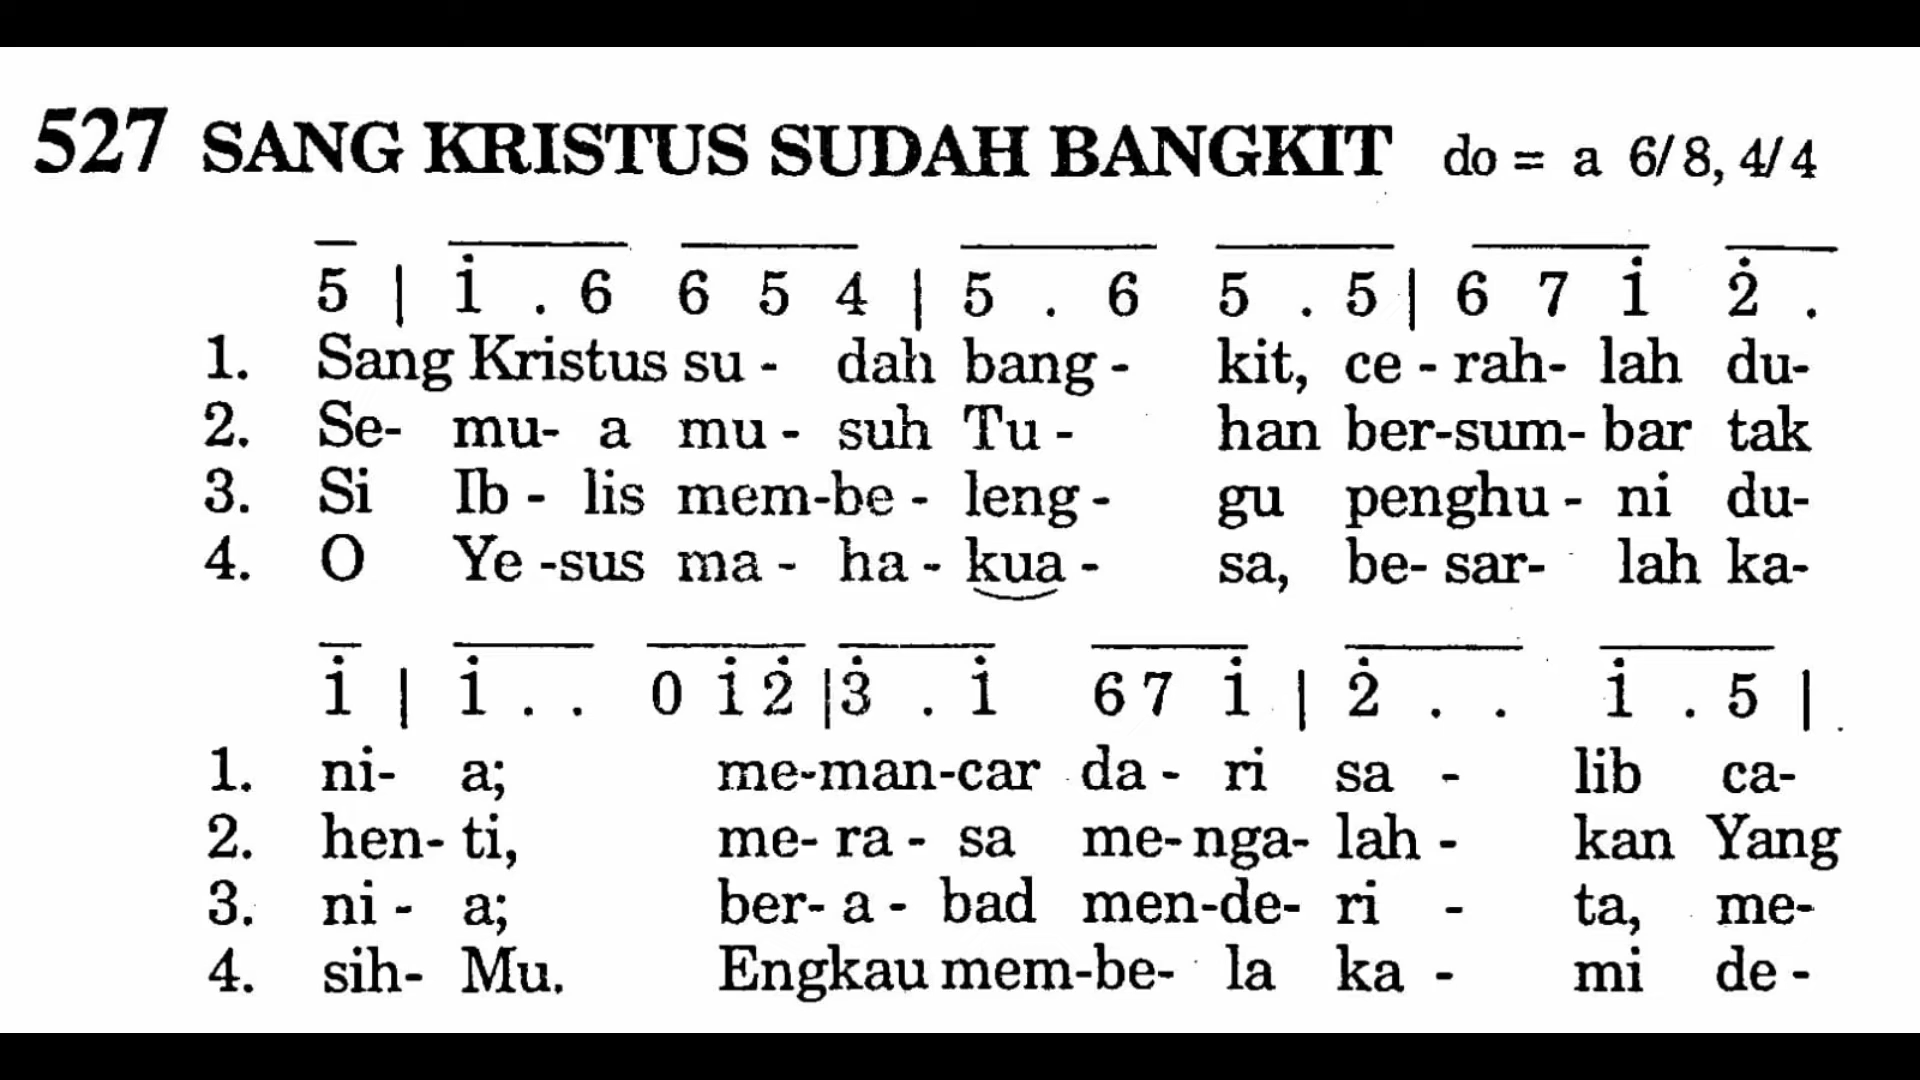 527 SANG KRISTUS SUDAH BANGKIT do = a 6/8, 4/4
5 | i̇ . 6 6 5 4 | 5 . 6 5 . 5 | 6 7 i̇ 2̇ .
1. Sang Kristus su - dah bang - kit, ce - rah- lah du-
2. Se- mu- a mu - suh Tu - han ber-sum- bar tak
3. Si Ib - lis mem-be - leng - gu penghu - ni du-
4. O Ye -sus ma - ha - kua - sa, be- sar- lah ka-
i̇ | i̇ . . 0 i̇ 2̇ | 3̇ . i̇ 6 7 i̇ | 2̇ . . i̇ . 5 |
1. ni- a; me-man-car da - ri sa - lib ca-
2. hen- ti, me- ra - sa me- nga- lah - kan Yang
3. ni - a; ber- a - bad men-de- ri - ta, me-
4. sih- Mu. Engkau mem-be- la ka - mi de -